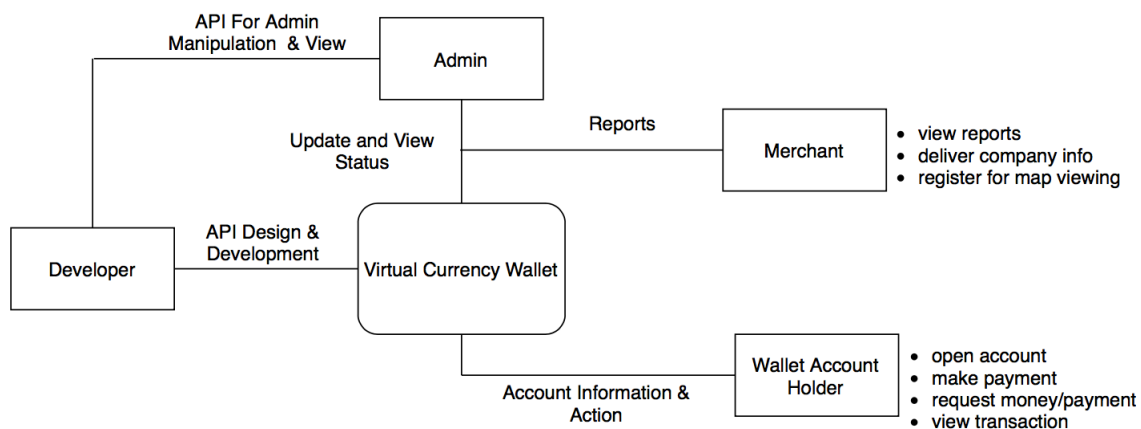 API For Admin
Manipulation & View
Admin
Update and View
Status
Reports
Merchant
• view reports
• deliver company info
• register for map viewing
API Design &
Development
Developer
Virtual Currency Wallet
Account Information &
Action
Wallet Account
Holder
• open account
• make payment
• request money/payment
• view transaction